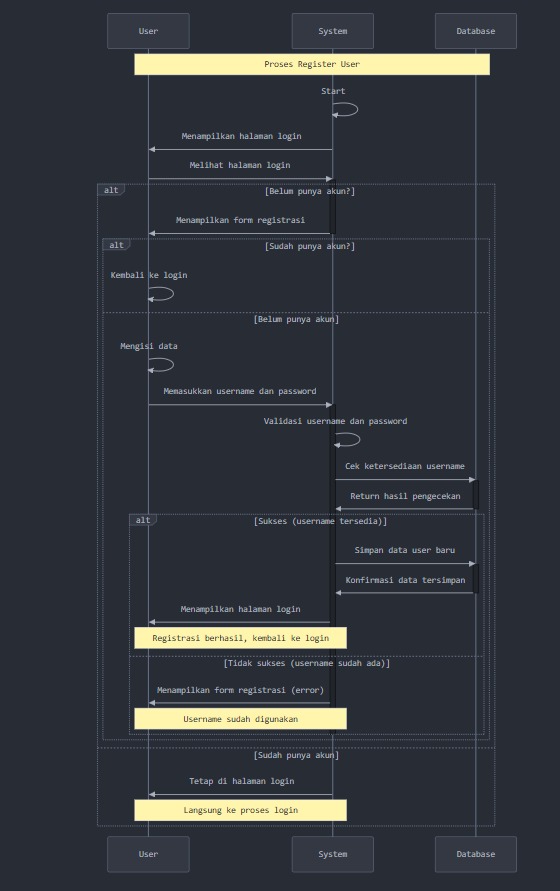 User System Database
Proses Register User
Start
Menampilkan halaman login
Melihat halaman login
alt [Belum punya akun?]
Menampilkan form registrasi
alt [Sudah punya akun?]
Kembali ke login
[Belum punya akun]
Mengisi data
Memasukkan username dan password
Validasi username dan password
Cek ketersediaan username
Return hasil pengecekan
alt [Sukses (username tersedia)]
Simpan data user baru
Konfirmasi data tersimpan
Menampilkan halaman login
Registrasi berhasil, kembali ke login
[Tidak sukses (username sudah ada)]
Menampilkan form registrasi (error)
Username sudah digunakan
[Sudah punya akun]
Tetap di halaman login
Langsung ke proses login
User System Database